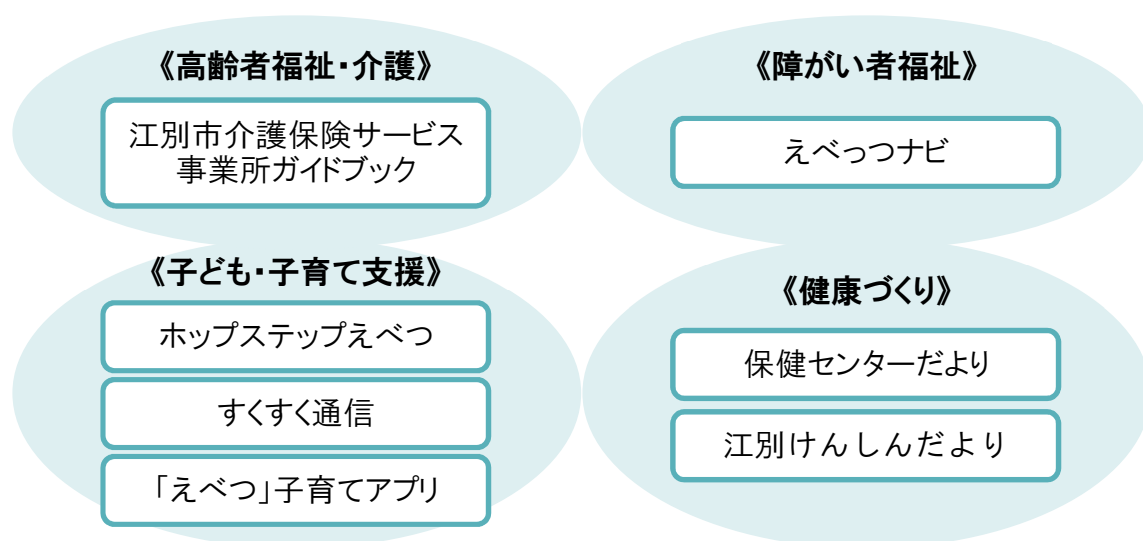 《高齢者福祉・介護》
江別市介護保険サービス
事業所ガイドブック
《障がい者福祉》
えべっつナビ
《子ども・子育て支援》
ホップステップえべつ
すくすく通信
「えべつ」子育てアプリ
《健康づくり》
保健センターだより
江別けんしんだより